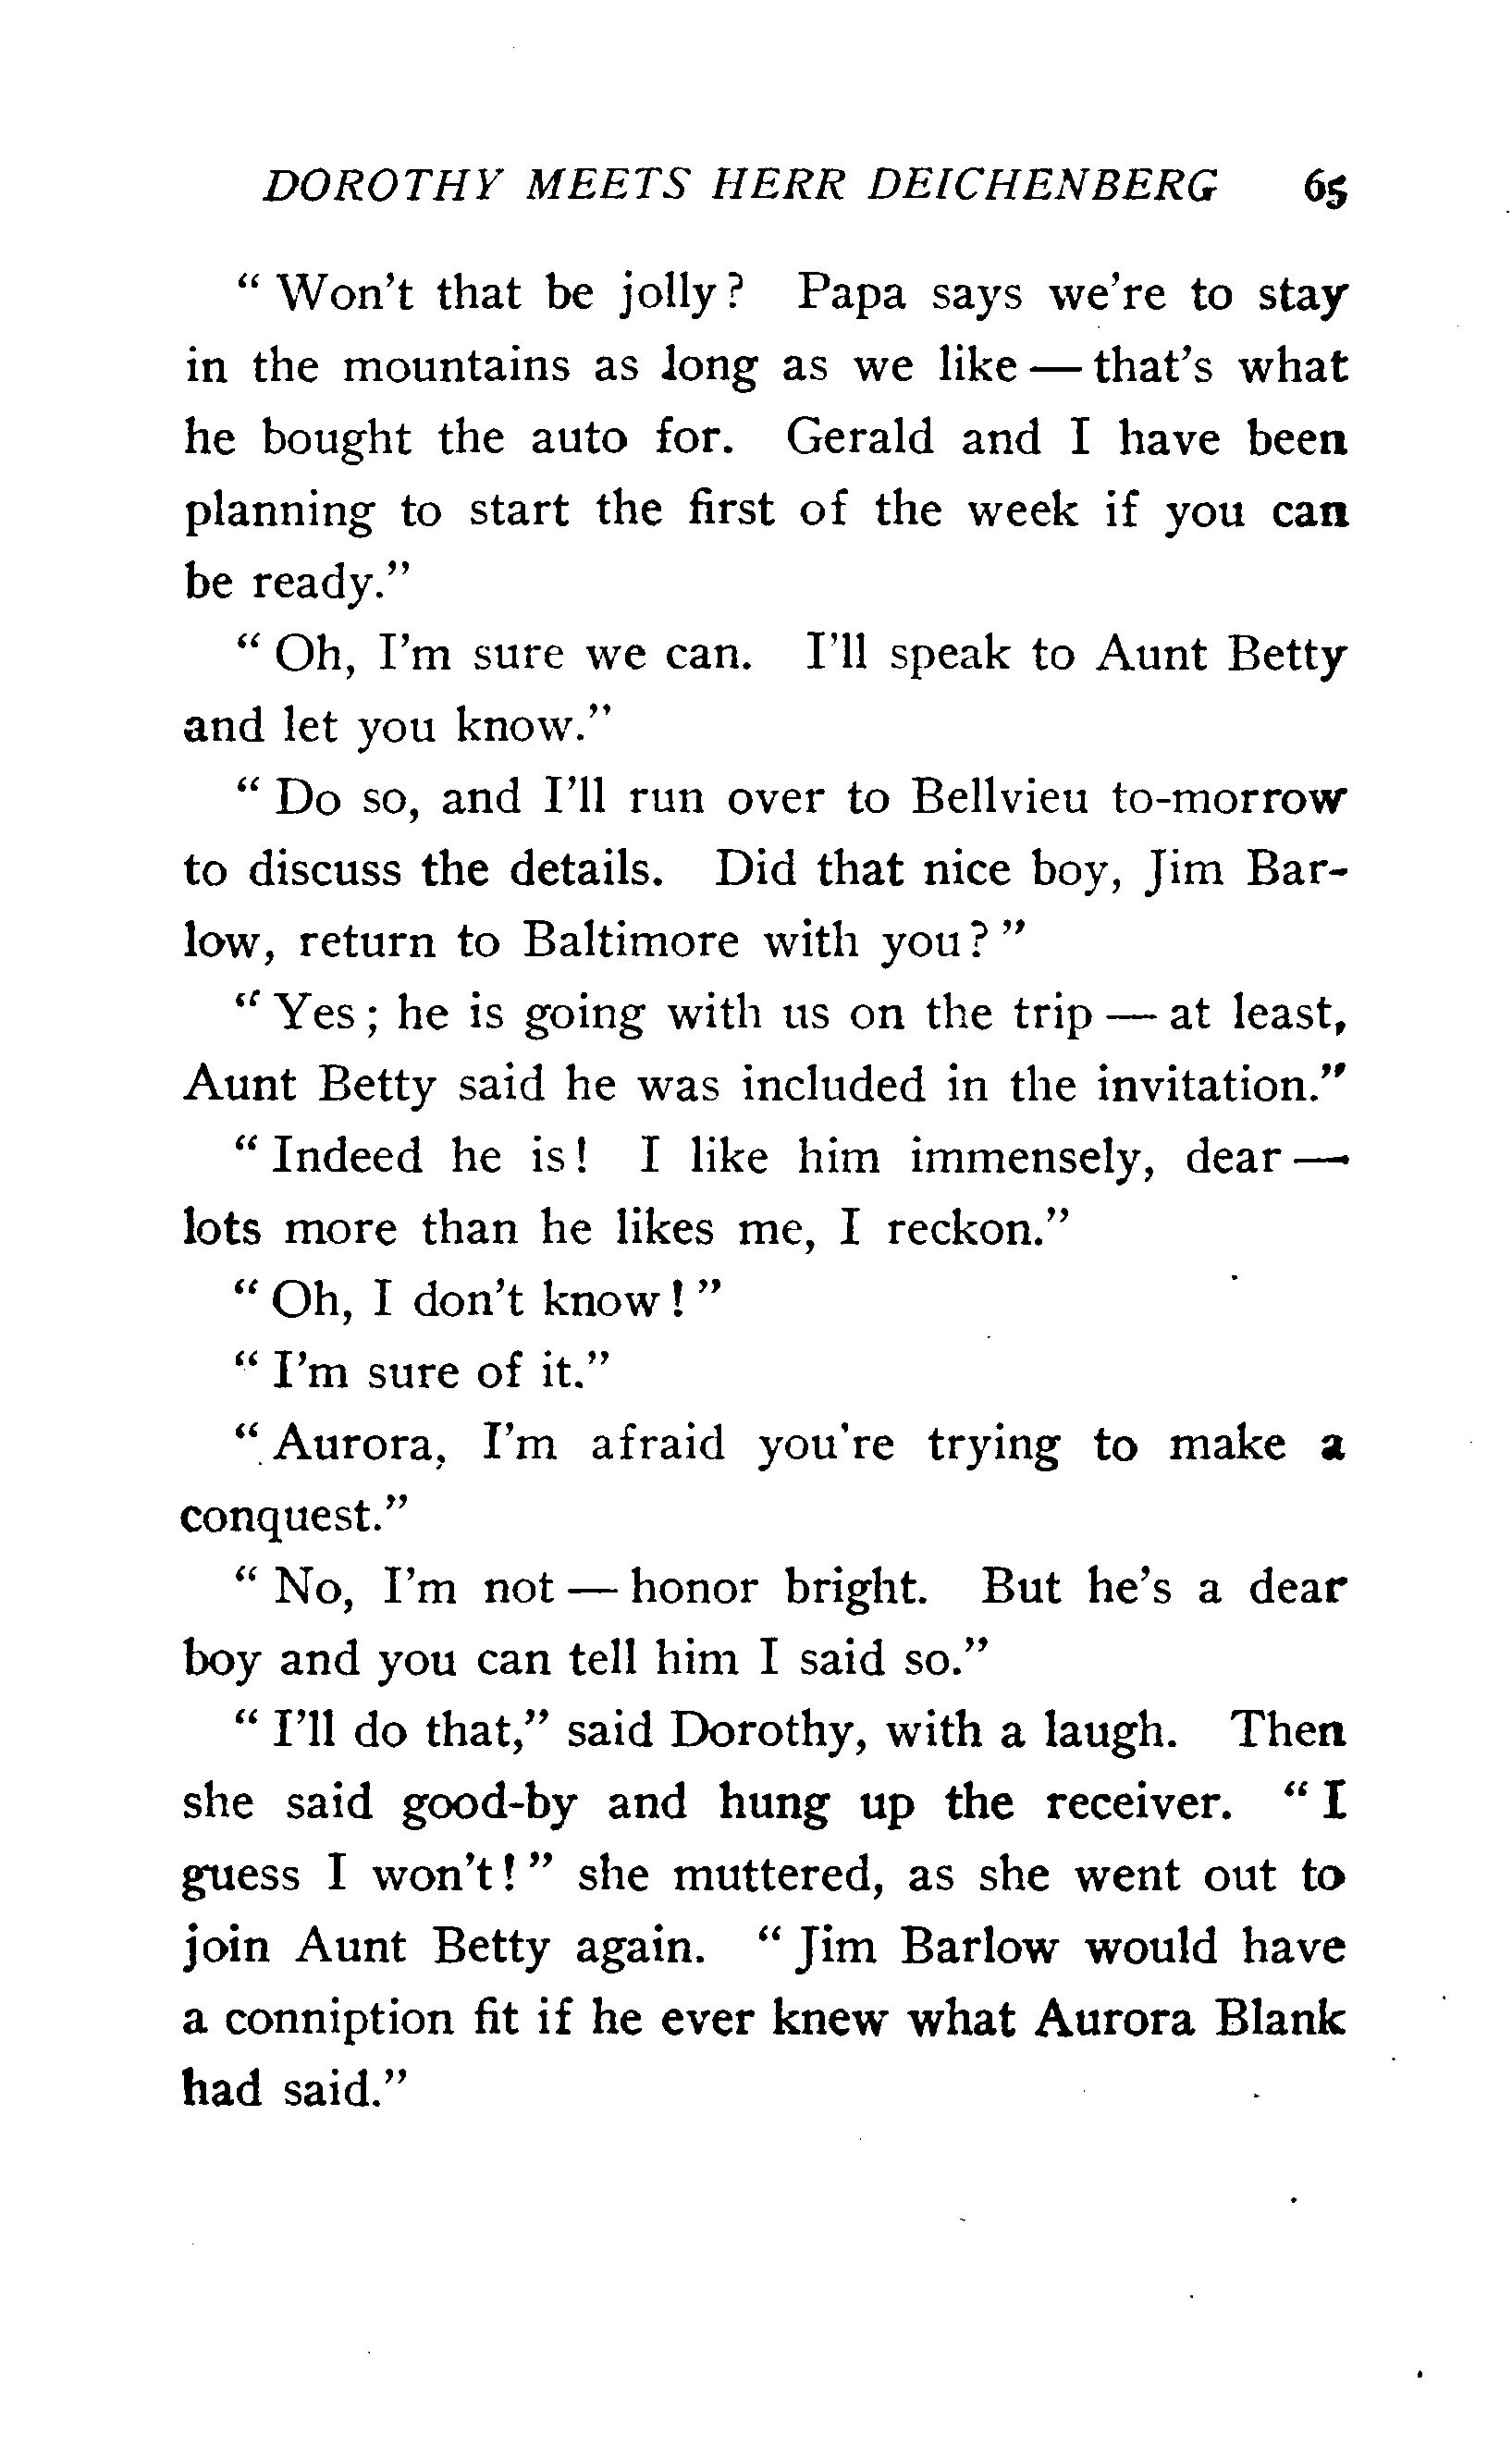 DOROTHY MEETS HERR DEICHENBERG 65
" Won't that be jolly? Papa says we're to stay
in the mountains as long as we like — that's what
he bought the auto for. Gerald and I have been
planning to start the first of the week if you can
be ready."
" Oh, I'm sure we can. I'll speak to Aunt Betty
and let you know."
" Do so, and I'll run over to Bellvieu to-morrow
to discuss the details. Did that nice boy, Jim Bar-
low, return to Baltimore with you? "
" Yes; he is going with us on the trip — at least,
Aunt Betty said he was included in the invitation."
" Indeed he is! I like him immensely, dear —
lots more than he likes me, I reckon."
" Oh, I don't know! "
" I'm sure of it."
" Aurora, I'm afraid you're trying to make a
conquest."
" No, I'm not — honor bright. But he's a dear
boy and you can tell him I said so."
" I'll do that," said Dorothy, with a laugh. Then
she said good-by and hung up the receiver. " I
guess I won't! " she muttered, as she went out to
join Aunt Betty again. " Jim Barlow would have
a conniption fit if he ever knew what Aurora Blank
had said."